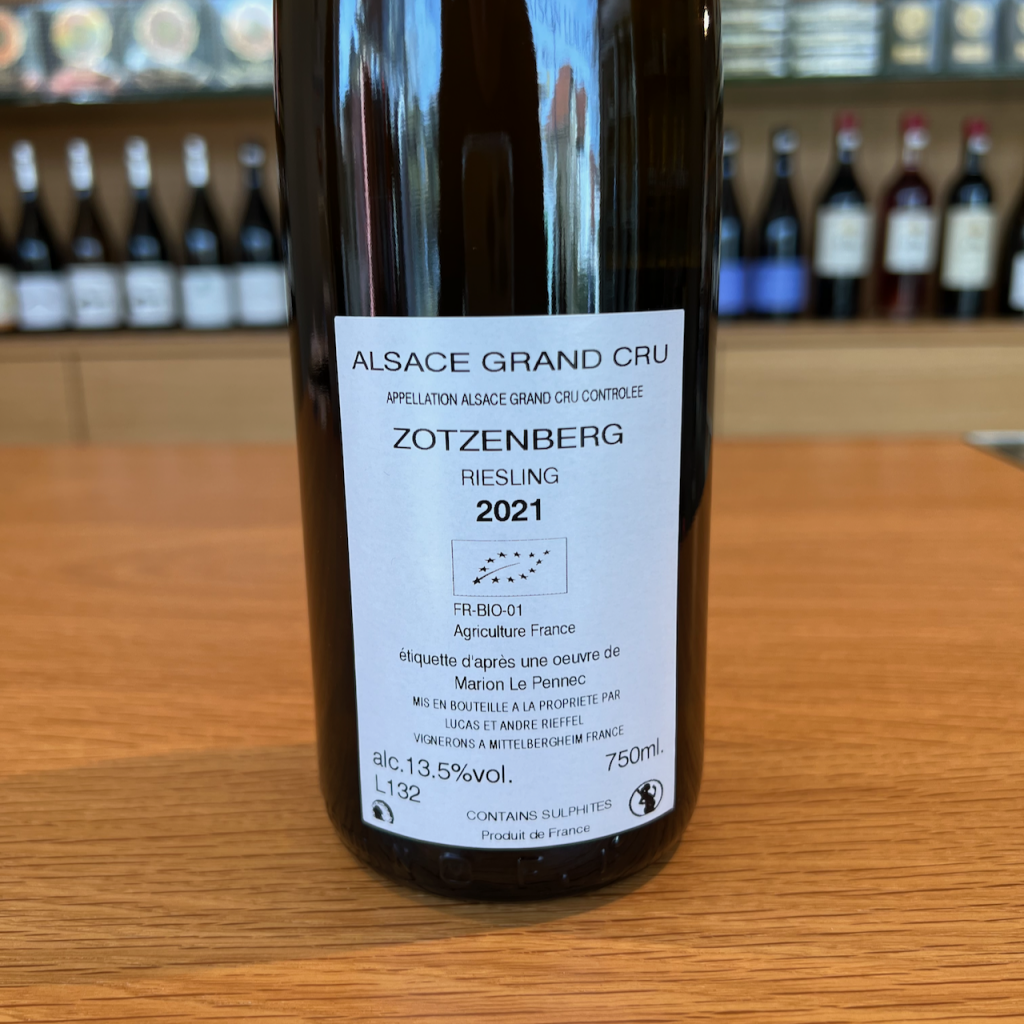 ALSACE GRAND CRU
APPELLATION ALSACE GRAND CRU CONTROLEE
ZOTZENBERG
RIESLING
2021
FR-BIO-01
Agriculture France
étiquette d'après une oeuvre de
Marion Le Pennec
MIS EN BOUTEILLE A LA PROPRIETE PAR
LUCAS ET ANDRE RIEFFEL
VIGNERONS A MITTELBERGHEIM FRANCE
alc.13.5%vol. 750ml.
L132
CONTAINS SULPHITES
Produit de France